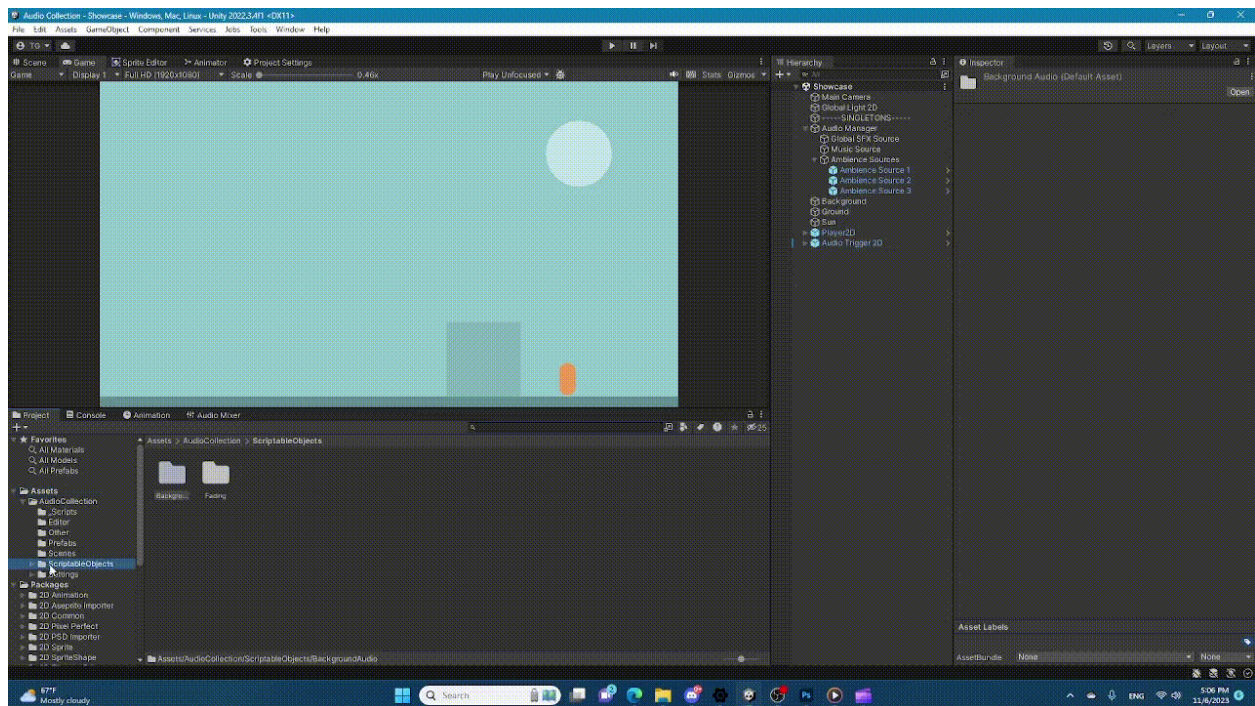 Audio Collection - Showcase - Windows, Mac, Linux - Unity 2022.3.4f1 <DX11>
File Edit Assets GameObject Component Services Jobs Tools Window Help
TG Layers Layout
Scene Game Sprite Editor Animator Project Settings
Game Display 1 Full HD (1920x1080) Scale 0.46x Play Unfocused Stats Gizmos
Hierarchy
All
Showcase
Main Camera
Global Light 2D
-----SINGLETONS-----
Audio Manager
Global SFX Source
Music Source
Ambience Sources
Ambience Source 1
Ambience Source 2
Ambience Source 3
Background
Ground
Sun
Player2D
Audio Trigger 2D
Inspector
Background Audio (Default Asset)
Open
Project Console Animation Audio Mixer
25
Favorites
All Materials
All Models
All Prefabs
Assets
AudioCollection
_Scripts
Editor
Other
Prefabs
Scenes
ScriptableObjects
Settings
Packages
2D Animation
2D Aseprite Importer
2D Common
2D Pixel Perfect
2D PSD Importer
2D Sprite
2D SpriteShape
Assets > AudioCollection > ScriptableObjects
Backgro... Fading
Assets/AudioCollection/ScriptableObjects/BackgroundAudio
Asset Labels
AssetBundle None None
67°F
Mostly cloudy
Search
Ps
ENG
5:06 PM
11/6/2023